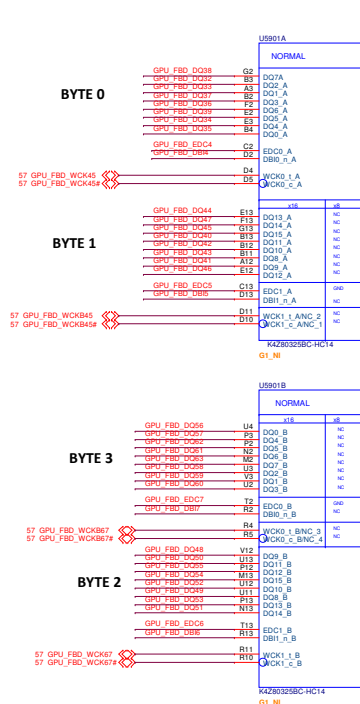 U5901A
NORMAL
BYTE 0
GPU_FBD_DQ38 G2 DQ7A
GPU_FBD_DQ32 B3 DQ2_A
GPU_FBD_DQ33 A3 DQ1_A
GPU_FBD_DQ37 B2 DQ3_A
GPU_FBD_DQ36 F2 DQ6_A
GPU_FBD_DQ39 E2 DQ5_A
GPU_FBD_DQ34 E3 DQ4_A
GPU_FBD_DQ35 B4 DQ0_A
GPU_FBD_EDC4 C2 EDC0_A
GPU_FBD_DBI4 D2 DBI0_n_A
57 GPU_FBD_WCK45 D4 WCK0_t_A
57 GPU_FBD_WCK45# D5 WCK0_c_A
x16 x8
BYTE 1
GPU_FBD_DQ44 E13 DQ13_A NC
GPU_FBD_DQ47 F13 DQ14_A NC
GPU_FBD_DQ45 G13 DQ15_A NC
GPU_FBD_DQ40 B13 DQ11_A NC
GPU_FBD_DQ42 B12 DQ10_A NC
GPU_FBD_DQ43 B11 DQ8_A NC
GPU_FBD_DQ41 A12 DQ9_A NC
GPU_FBD_DQ46 E12 DQ12_A NC
GPU_FBD_EDC5 C13 EDC1_A GND
GPU_FBD_DBI5 D13 DBI1_n_A NC
57 GPU_FBD_WCKB45 D11 WCK1_t_A/NC_2 NC
57 GPU_FBD_WCKB45# D10 WCK1_c_A/NC_1 NC
K4Z80325BC-HC14
G1_NI
U5901B
NORMAL
x16 x8
BYTE 3
GPU_FBD_DQ56 U4 DQ0_B NC
GPU_FBD_DQ57 P3 DQ4_B NC
GPU_FBD_DQ62 P2 DQ5_B NC
GPU_FBD_DQ61 N2 DQ6_B NC
GPU_FBD_DQ63 M2 DQ7_B NC
GPU_FBD_DQ58 U3 DQ2_B NC
GPU_FBD_DQ59 V3 DQ1_B NC
GPU_FBD_DQ60 U2 DQ3_B NC
GPU_FBD_EDC7 T2 EDC0_B GND
GPU_FBD_DBI7 R2 DBI0_n_B NC
57 GPU_FBD_WCKB67 R4 WCK0_t_B/NC_3 NC
57 GPU_FBD_WCKB67# R5 WCK0_c_B/NC_4 NC
BYTE 2
GPU_FBD_DQ48 V12 DQ9_B
GPU_FBD_DQ50 U13 DQ11_B
GPU_FBD_DQ55 P12 DQ12_B
GPU_FBD_DQ54 M13 DQ15_B
GPU_FBD_DQ52 U12 DQ10_B
GPU_FBD_DQ49 U11 DQ8_B
GPU_FBD_DQ53 P13 DQ13_B
GPU_FBD_DQ51 N13 DQ14_B
GPU_FBD_EDC6 T13 EDC1_B
GPU_FBD_DBI6 R13 DBI1_n_B
57 GPU_FBD_WCK67 R11 WCK1_t_B
57 GPU_FBD_WCK67# R10 WCK1_c_B
K4Z80325BC-HC14
G1_NI